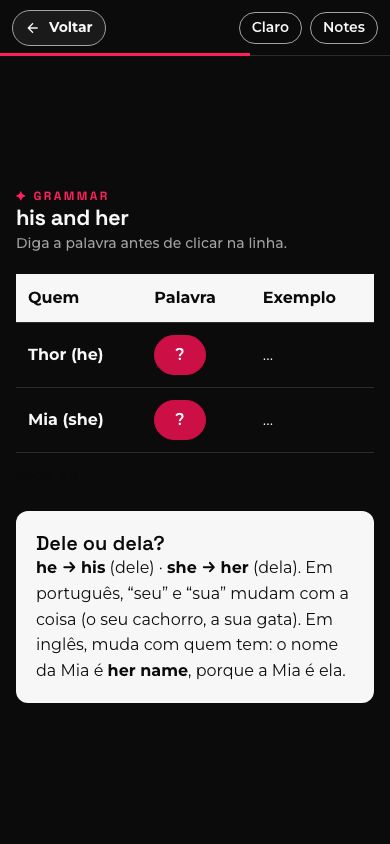 ← Voltar
Claro
Notes
✦ GRAMMAR
his and her
Diga a palavra antes de clicar na linha.
Quem Palavra Exemplo
Thor (he) ? ...
Mia (she) ? ...
Dele ou dela?
he → his (dele) · she → her (dela). Em
português, “seu” e “sua” mudam com a
coisa (o seu cachorro, a sua gata). Em
inglês, muda com quem tem: o nome
da Mia é her name, porque a Mia é ela.